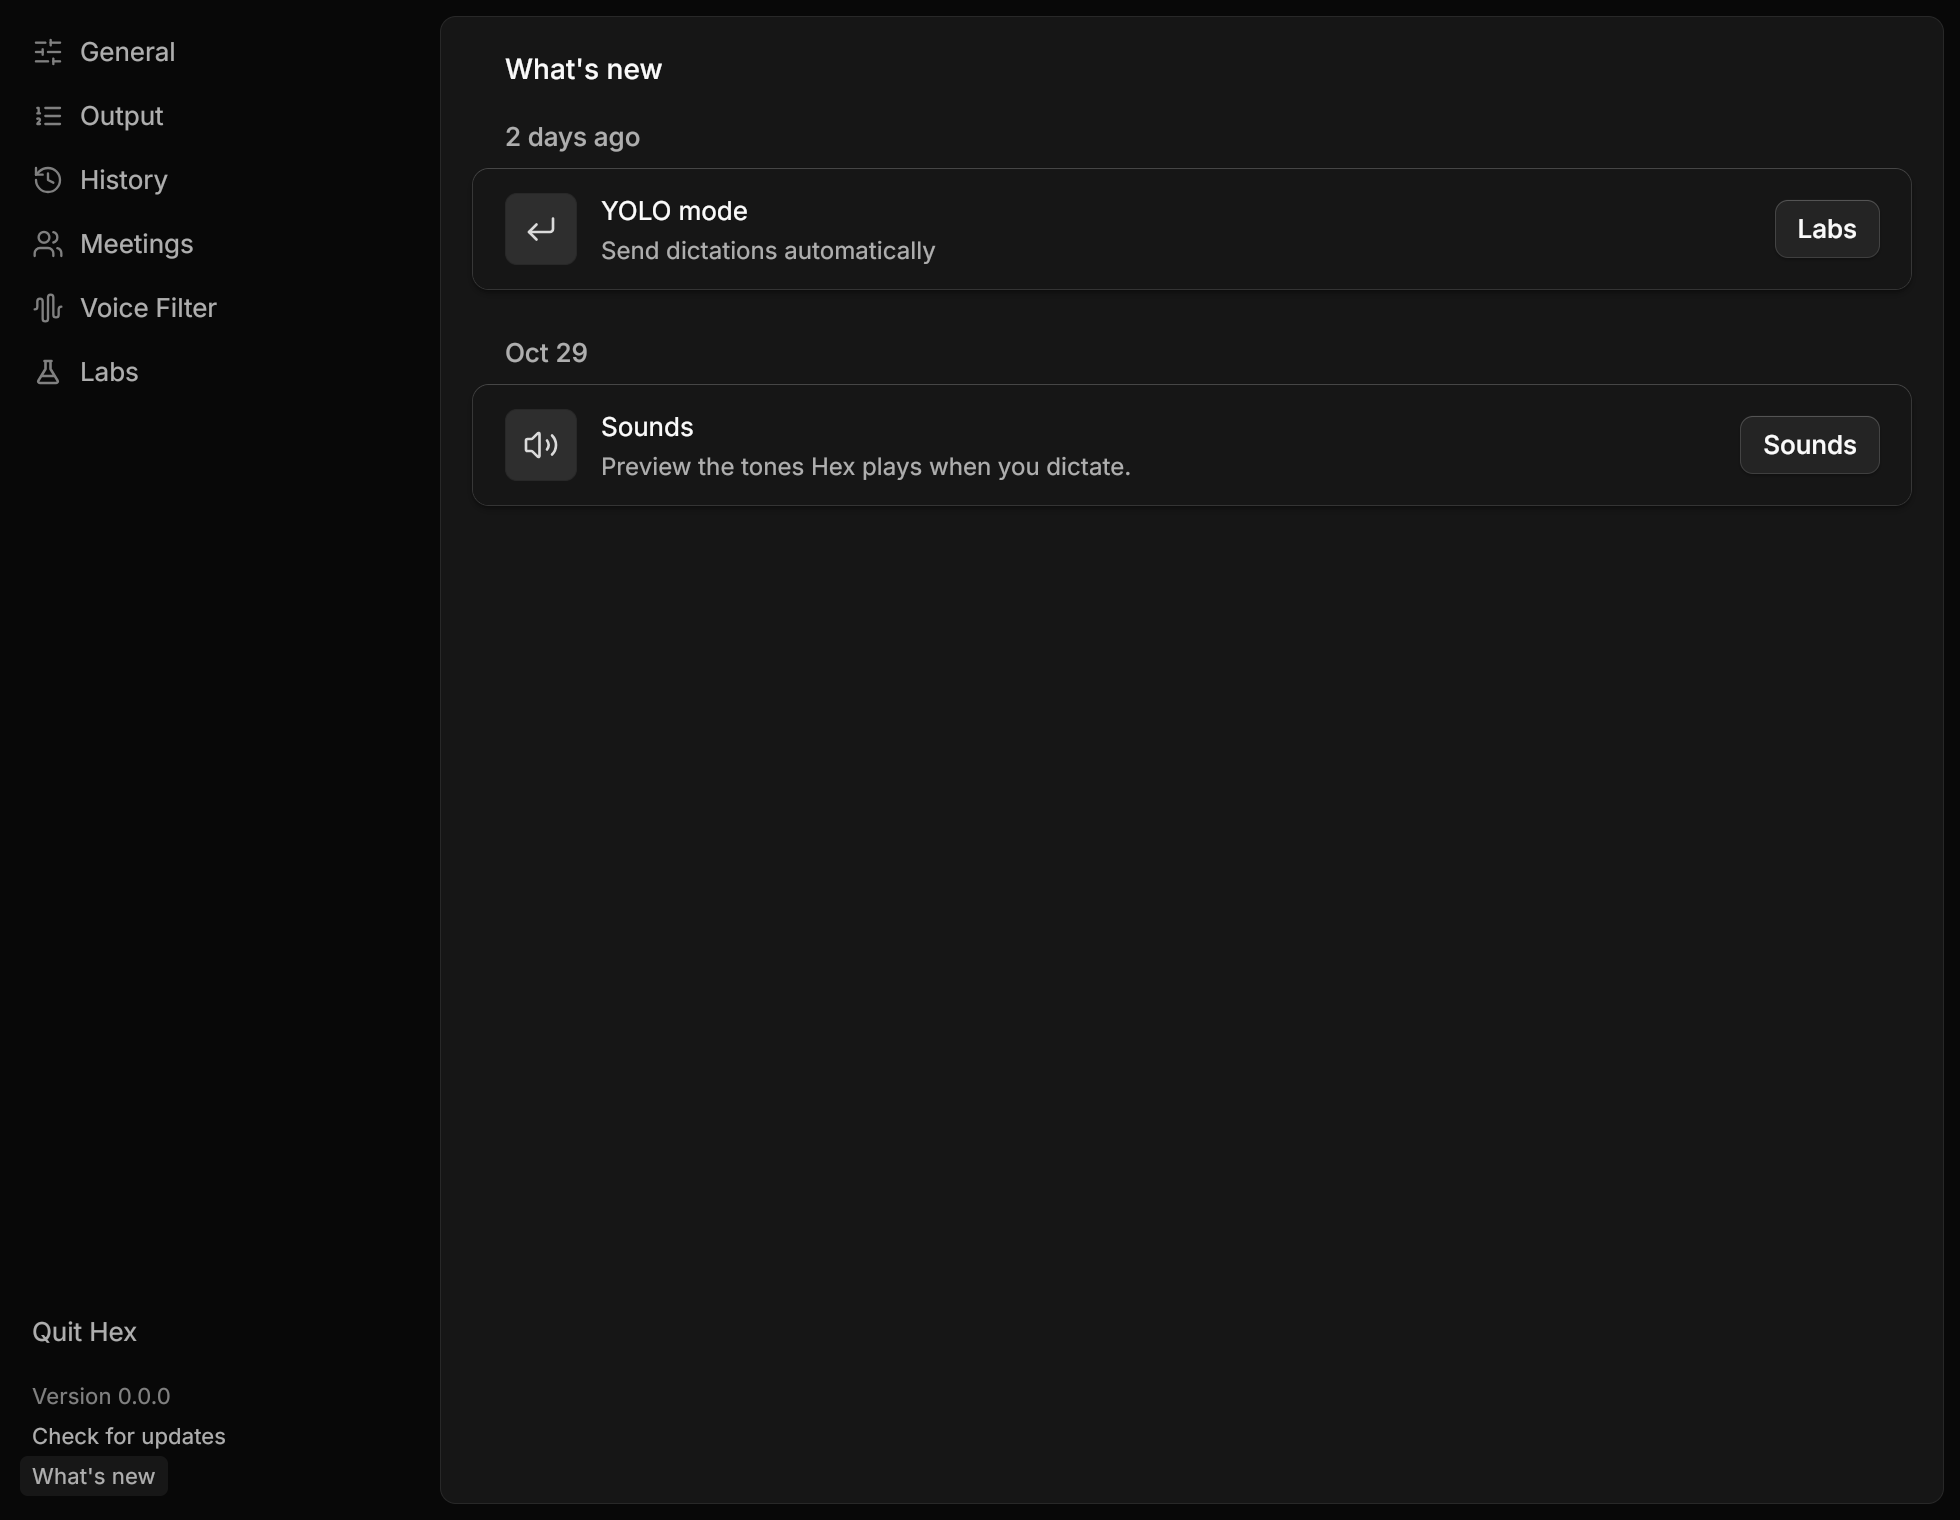 General
Output
History
Meetings
Voice Filter
Labs
Quit Hex
Version 0.0.0
Check for updates
What's new
What's new
2 days ago
YOLO mode
Send dictations automatically
Labs
Oct 29
Sounds
Preview the tones Hex plays when you dictate.
Sounds